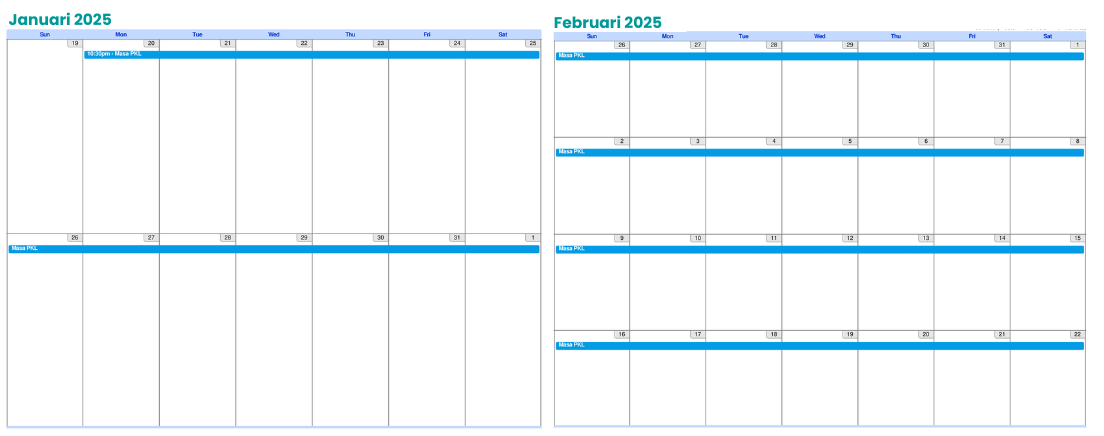 Januari 2025
Sun Mon Tue Wed Thu Fri Sat
19 20 21 22 23 24 25
10:30pm - Masa PKL
26 27 28 29 30 31 1
Masa PKL
Februari 2025
Sun Mon Tue Wed Thu Fri Sat
26 27 28 29 30 31 1
Masa PKL
2 3 4 5 6 7 8
Masa PKL
9 10 11 12 13 14 15
Masa PKL
16 17 18 19 20 21 22
Masa PKL